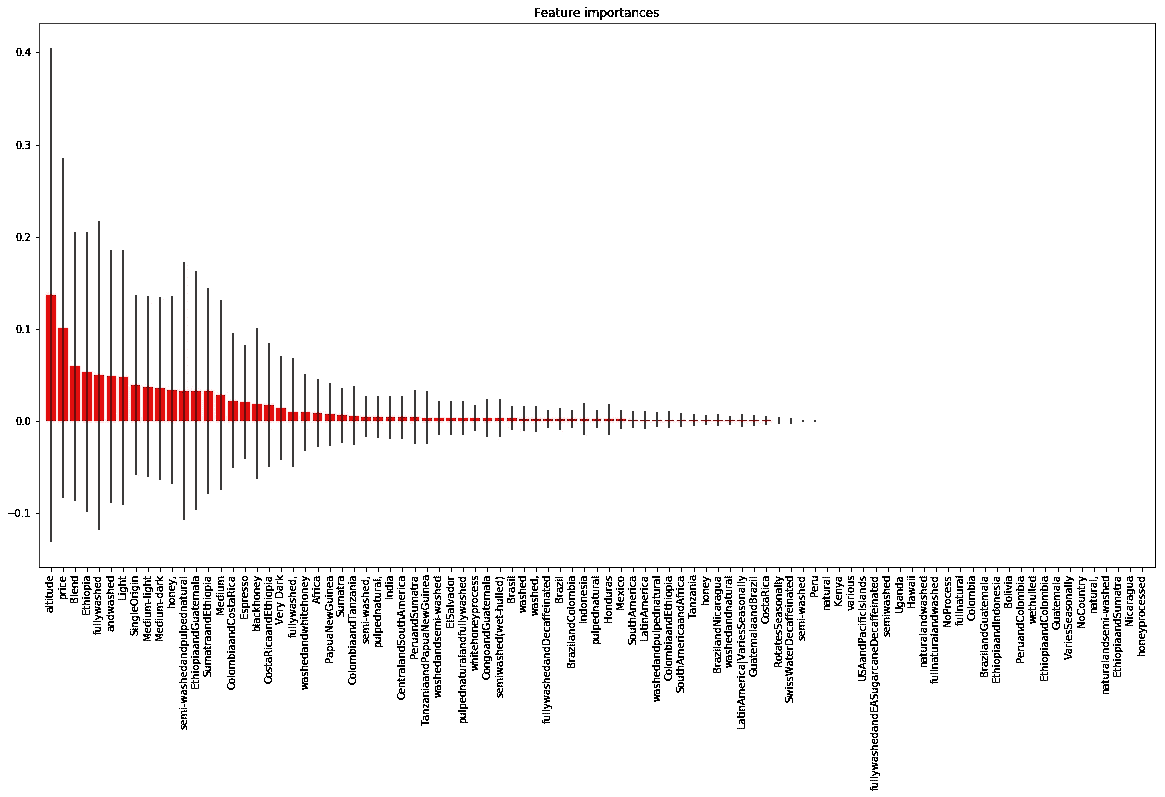 Feature importances
0.4
0.3
0.2
0.1
0.0
−0.1
altitude
price
Blend
Ethiopia
fullywashed
andwashed
Light
SingleOrigin
Medium-light
Medium-dark
honey,
semi-washedandpulpednatural
EthiopiaandGuatemala
SumatraandEthiopia
Medium
ColombiaandCostaRica
Espresso
blackhoney
CostaRicaandEthiopia
Very Dark
fullywashed,
washedandwhitehoney
Africa
PapuaNewGuinea
Sumatra
ColombiaandTanzania
semi-washed,
pulpednatural,
India
CentralandSouthAmerica
PeruandSumatra
TanzaniaandPapuaNewGuinea
washedandsemi-washed
ElSalvador
pulpednaturalandfullywashed
whitehoneyprocess
CongoandGuatemala
semiwashed(wet-hulled)
Brasil
washed
washed,
fullywashedandDecaffeinated
Brazil
BrazilandColombia
Indonesia
pulpednatural
Honduras
Mexico
SouthAmerica
LatinAmerica
washedandpulpednatural
ColombiaandEthiopia
SouthAmericaandAfrica
Tanzania
honey
BrazilandNicaragua
washedandnatural
LatinAmerica|VariesSeasonally
GuatemalaandBrazil
CostaRica
RotatesSeasonally
SwissWaterDecaffeinated
semi-washed
Peru
natural
Kenya
various
USAandPacificIslands
fullywashedandEASugarcaneDecaffeinated
semiwashed
Uganda
Hawaii
naturalandwashed
fullnaturalandwashed
NoProcess
fullnatural
Colombia
BrazilandGuatemala
EthiopiaandIndonesia
Bolivia
PeruandColombia
wethulled
EthiopiaandColombia
Guatemala
VariesSeasonally
NoCountry
natural,
naturalandsemi-washed
EthiopiaandSumatra
Nicaragua
honeyprocessed